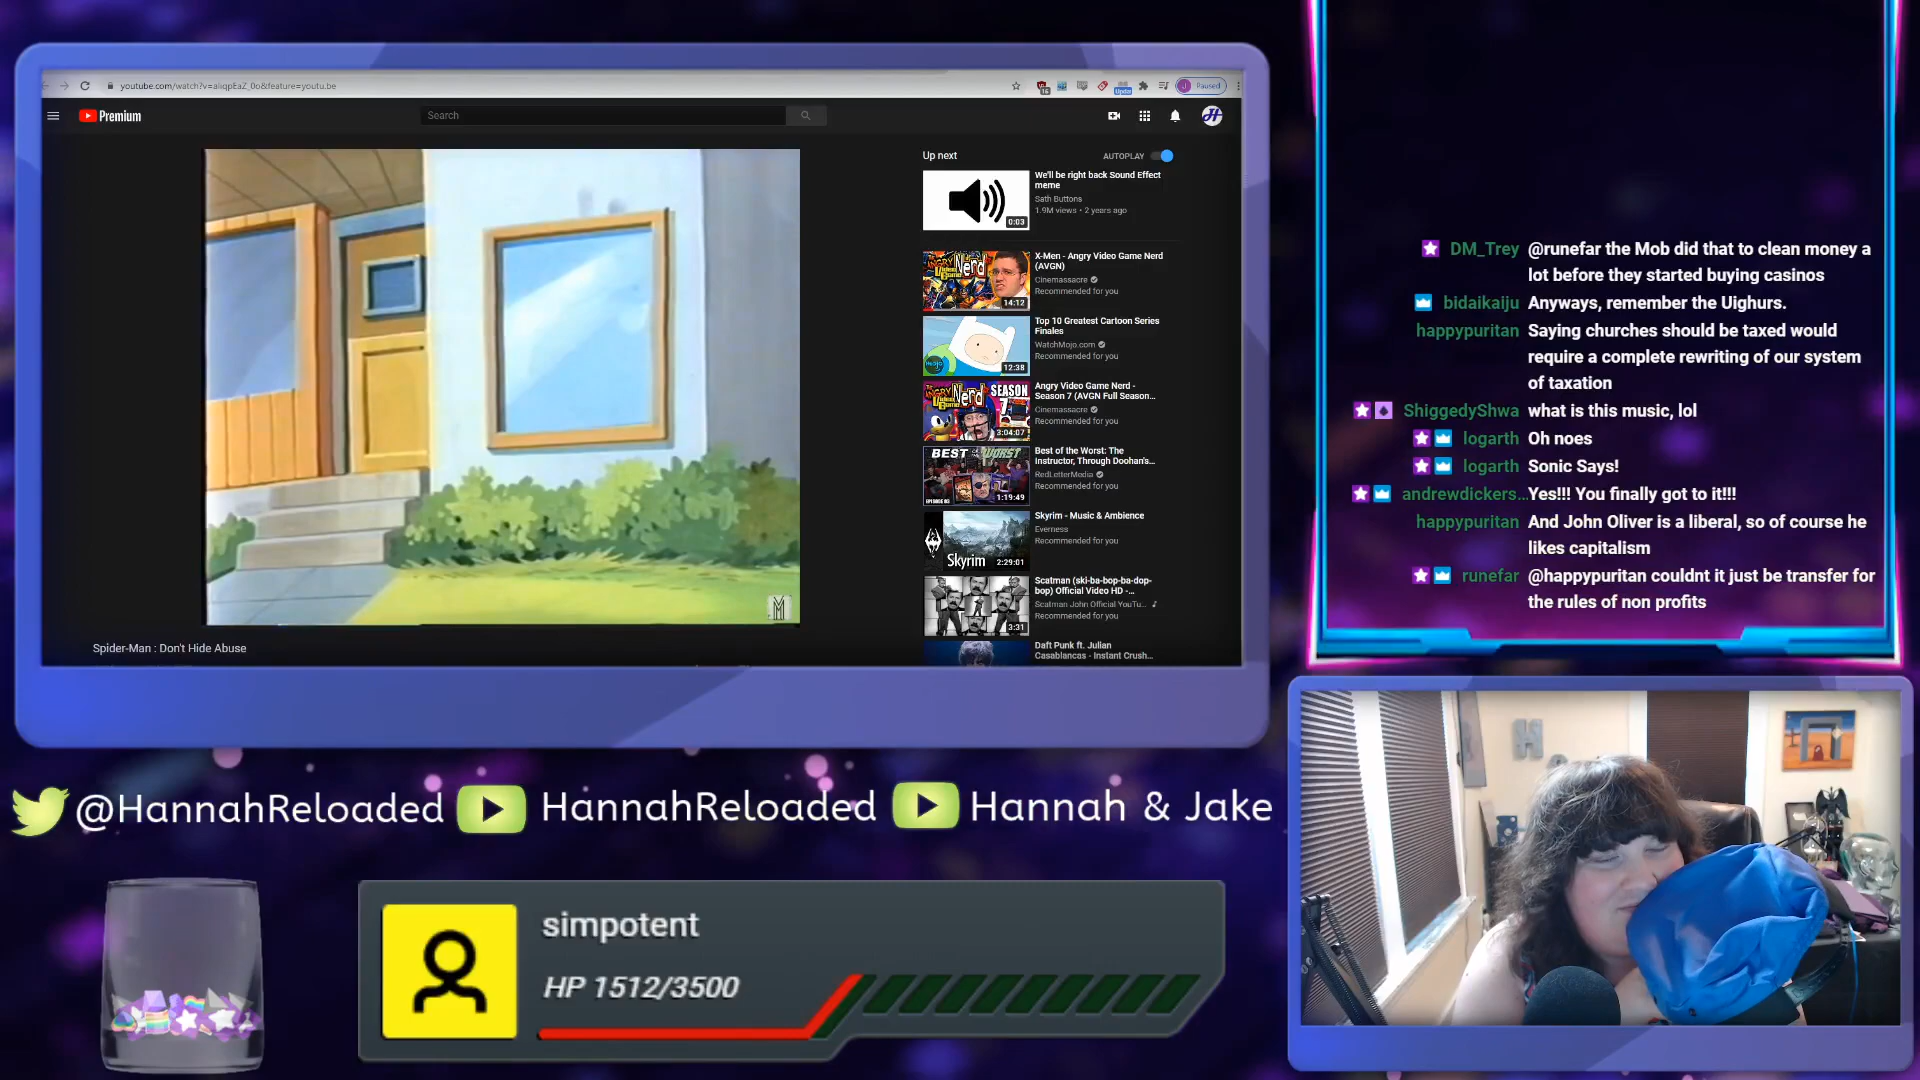 youtube.com/watch?v=aiiqpEaZ_0o&feature=youtu.be
Paused
Premium
Search
Up next
AUTOPLAY
We'll be right back Sound Effect
meme
Sath Buttons
1.9M views • 2 years ago
0:03
X-Men - Angry Video Game Nerd
(AVGN)
Cinemassacre
Recommended for you
14:12
Top 10 Greatest Cartoon Series
Finales
WatchMojo.com
Recommended for you
12:38
Angry Video Game Nerd -
Season 7 (AVGN Full Season...
Cinemassacre
Recommended for you
3:04:07
Best of the Worst: The
Instructor, Through Doohan's...
RedLetterMedia
Recommended for you
1:19:49
Skyrim - Music & Ambience
Everness
Recommended for you
Skyrim
2:29:01
Scatman (ski-ba-bop-ba-dop-
bop) Official Video HD -...
Scatman John Official YouTu...
Recommended for you
3:31
Daft Punk ft. Julian
Casablancas - Instant Crush...
Spider-Man : Don't Hide Abuse
DM_Trey @runefar the Mob did that to clean money a
lot before they started buying casinos
bidaikaiju Anyways, remember the Uighurs.
happypuritan Saying churches should be taxed would
require a complete rewriting of our system
of taxation
ShiggedyShwa what is this music, lol
logarth Oh noes
logarth Sonic Says!
andrewdickers... Yes!!! You finally got to it!!!
happypuritan And John Oliver is a liberal, so of course he
likes capitalism
runefar @happypuritan couldnt it just be transfer for
the rules of non profits
@HannahReloaded HannahReloaded Hannah & Jake
simpotent
HP 1512/3500